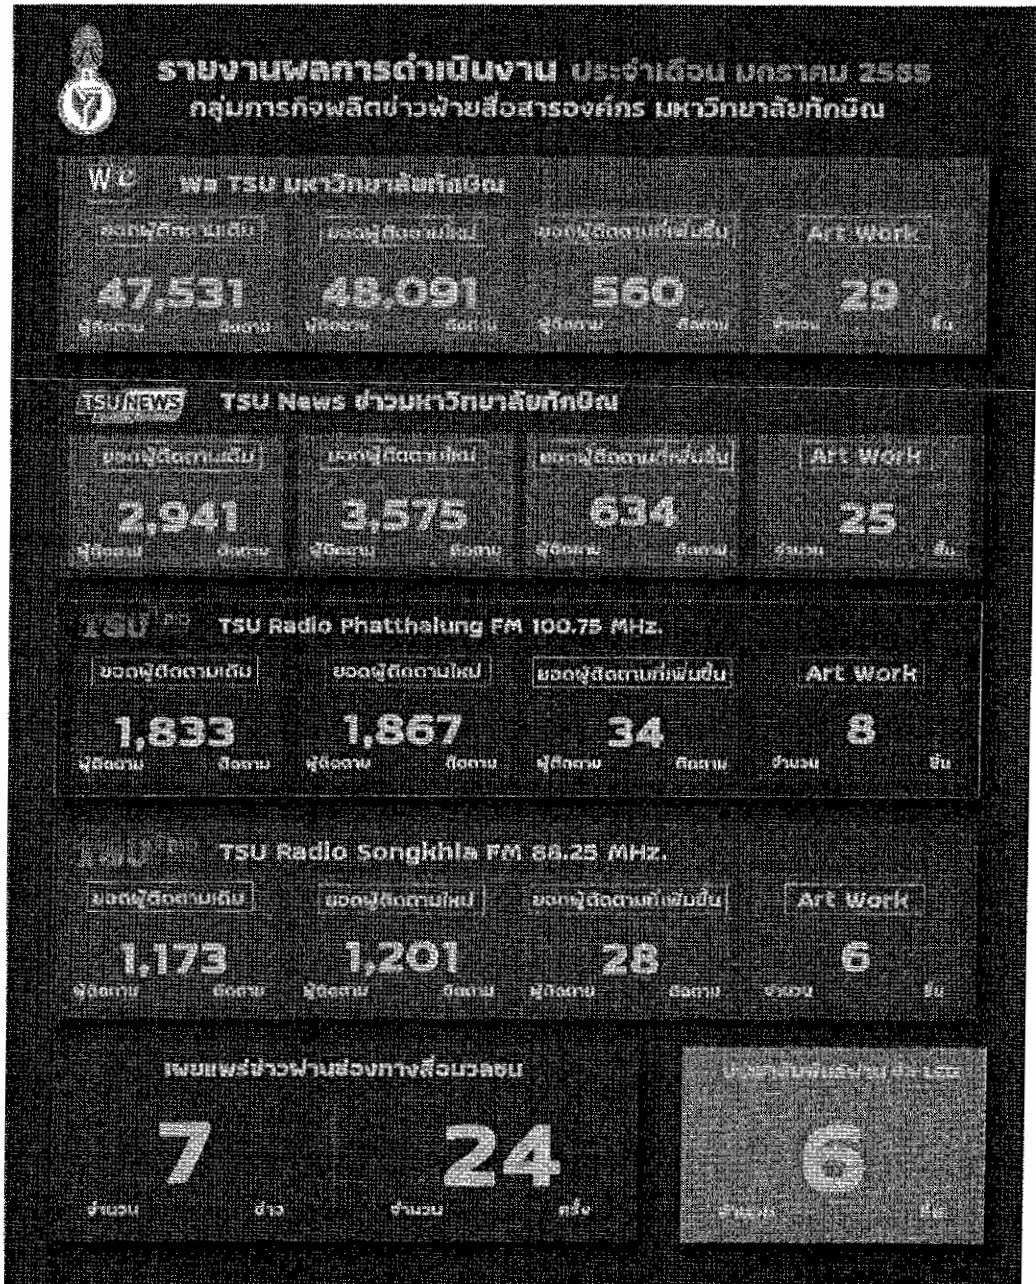 รายงานผลการดำเนินงาน ประจำเดือน มกราคม 2565
กลุ่มภารกิจผลิตข่าวฝ่ายสื่อสารองค์กร มหาวิทยาลัยทักษิณ
We TSU มหาวิทยาลัยทักษิณ
ยอดผู้ติดตามเดิม ยอดผู้ติดตามใหม่ ยอดผู้ติดตามที่เพิ่มขึ้น Art Work
47,531 48,091 560 29
ผู้ติดตาม ติดตาม ผู้ติดตาม ติดตาม ผู้ติดตาม ติดตาม จำนวน ชิ้น
TSU NEWS TSU News ข่าวมหาวิทยาลัยทักษิณ
ยอดผู้ติดตามเดิม ยอดผู้ติดตามใหม่ ยอดผู้ติดตามที่เพิ่มขึ้น Art Work
2,941 3,575 634 25
ผู้ติดตาม ติดตาม ผู้ติดตาม ติดตาม ผู้ติดตาม ติดตาม จำนวน ชิ้น
TSU TSU Radio Phatthalung FM 100.75 MHz.
ยอดผู้ติดตามเดิม ยอดผู้ติดตามใหม่ ยอดผู้ติดตามที่เพิ่มขึ้น Art Work
1,833 1,867 34 8
ผู้ติดตาม ติดตาม ผู้ติดตาม ติดตาม ผู้ติดตาม ติดตาม จำนวน ชิ้น
TSU TSU Radio Songkhla FM 88.25 MHz.
ยอดผู้ติดตามเดิม ยอดผู้ติดตามใหม่ ยอดผู้ติดตามที่เพิ่มขึ้น Art Work
1,173 1,201 28 6
ผู้ติดตาม ติดตาม ผู้ติดตาม ติดตาม ผู้ติดตาม ติดตาม จำนวน ชิ้น
เผยแพร่ข่าวผ่านช่องทางสื่อมวลชน
7 24 6
จำนวน ข่าว จำนวน ครั้ง จำนวน ชิ้น